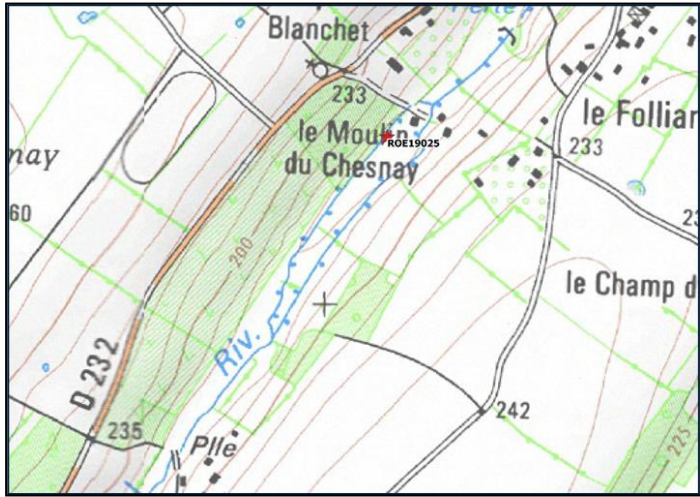 Blanchet
233
le Moulin
ROE19025
du Chesnay
le Follian
233
nay
60
200
le Champ d
Riv.
D 232
235
Plle
242
225